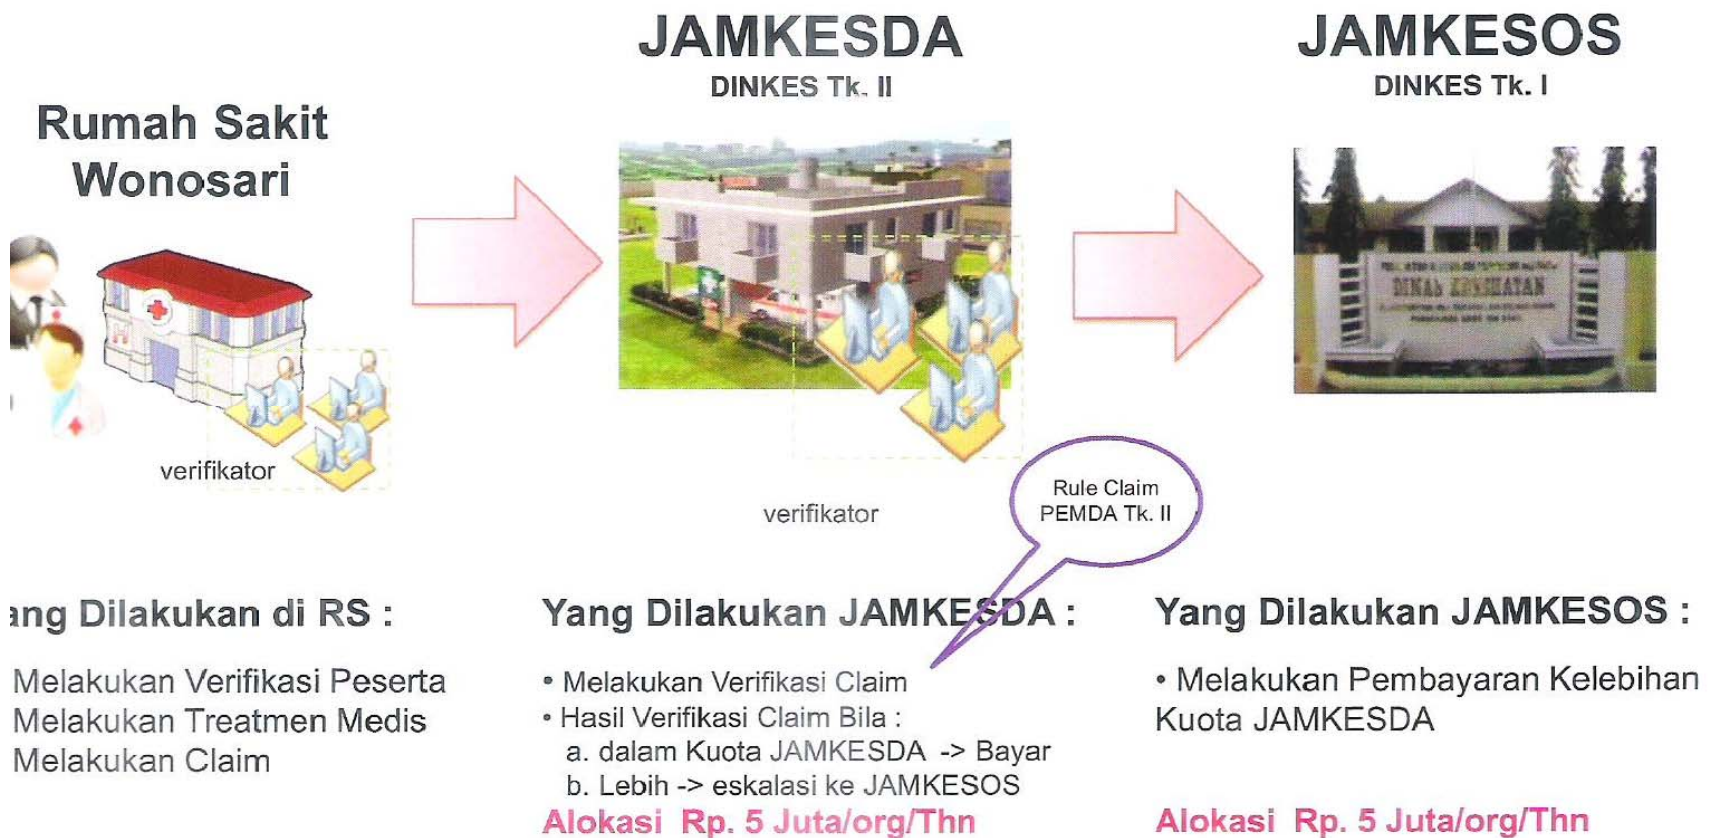 JAMKESDA
DINKES Tk. II
JAMKESOS
DINKES Tk. I
Rumah Sakit
Wonosari
DINAS KESEHATAN
verifikator
verifikator
Rule Claim
PEMDA Tk. II
ang Dilakukan di RS :
Melakukan Verifikasi Peserta
Melakukan Treatmen Medis
Melakukan Claim
Yang Dilakukan JAMKESDA :
• Melakukan Verifikasi Claim
• Hasil Verifikasi Claim Bila :
a. dalam Kuota JAMKESDA -> Bayar
b. Lebih -> eskalasi ke JAMKESOS
Alokasi Rp. 5 Juta/org/Thn
Yang Dilakukan JAMKESOS :
• Melakukan Pembayaran Kelebihan
Kuota JAMKESDA
Alokasi Rp. 5 Juta/org/Thn